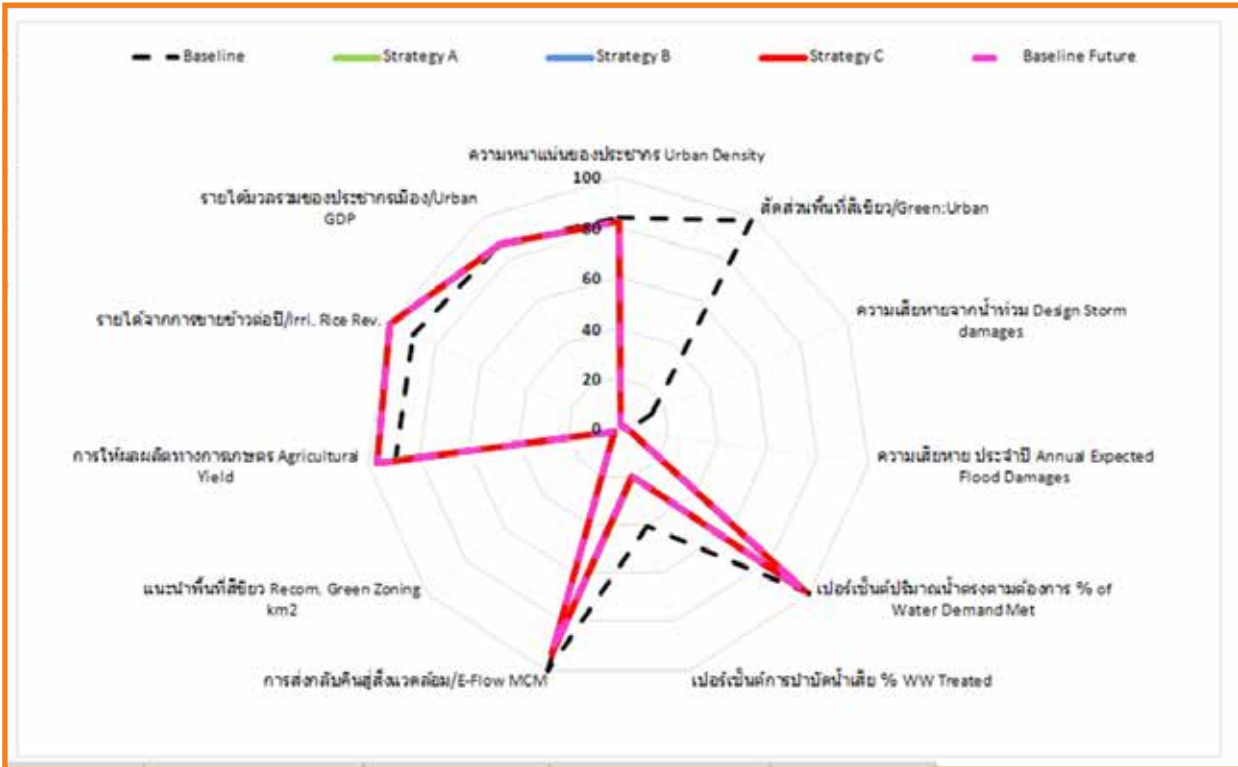 Baseline
Strategy A
Strategy B
Strategy C
Baseline Future
ความหนาแน่นของประชากร Urban Density
100
80
60
40
20
0
สัดส่วนพื้นที่สีเขียว/Green:Urban
ความเสียหายจากน้ำท่วม Design Storm
damages
ความเสียหาย ประจำปี Annual Expected
Flood Damages
เปอร์เซ็นต์ปริมาณน้ำตรงตามต้องการ % of
Water Demand Met
เปอร์เซ็นต์การบำบัดน้ำเสีย % WW Treated
การส่งกลับคืนสู่สิ่งแวดล้อม/E-Flow MCM
แนะนำพื้นที่สีเขียว Recom. Green Zoning
km2
การให้ผลผลิตทางการเกษตร Agricultural
Yield
รายได้จากการขายข้าวต่อปี/Irri. Rice Rev.
รายได้มวลรวมของประชากรเมือง/Urban
GDP